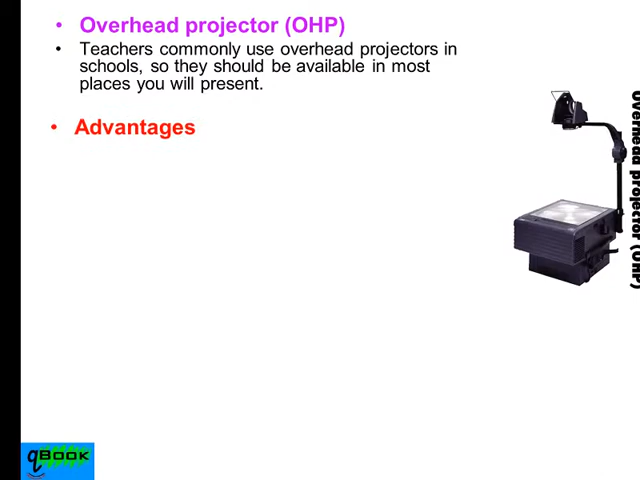 • Overhead projector (OHP)
• Teachers commonly use overhead projectors in
schools, so they should be available in most
places you will present.
• Advantages
Overhead projector (OHP)
qBook